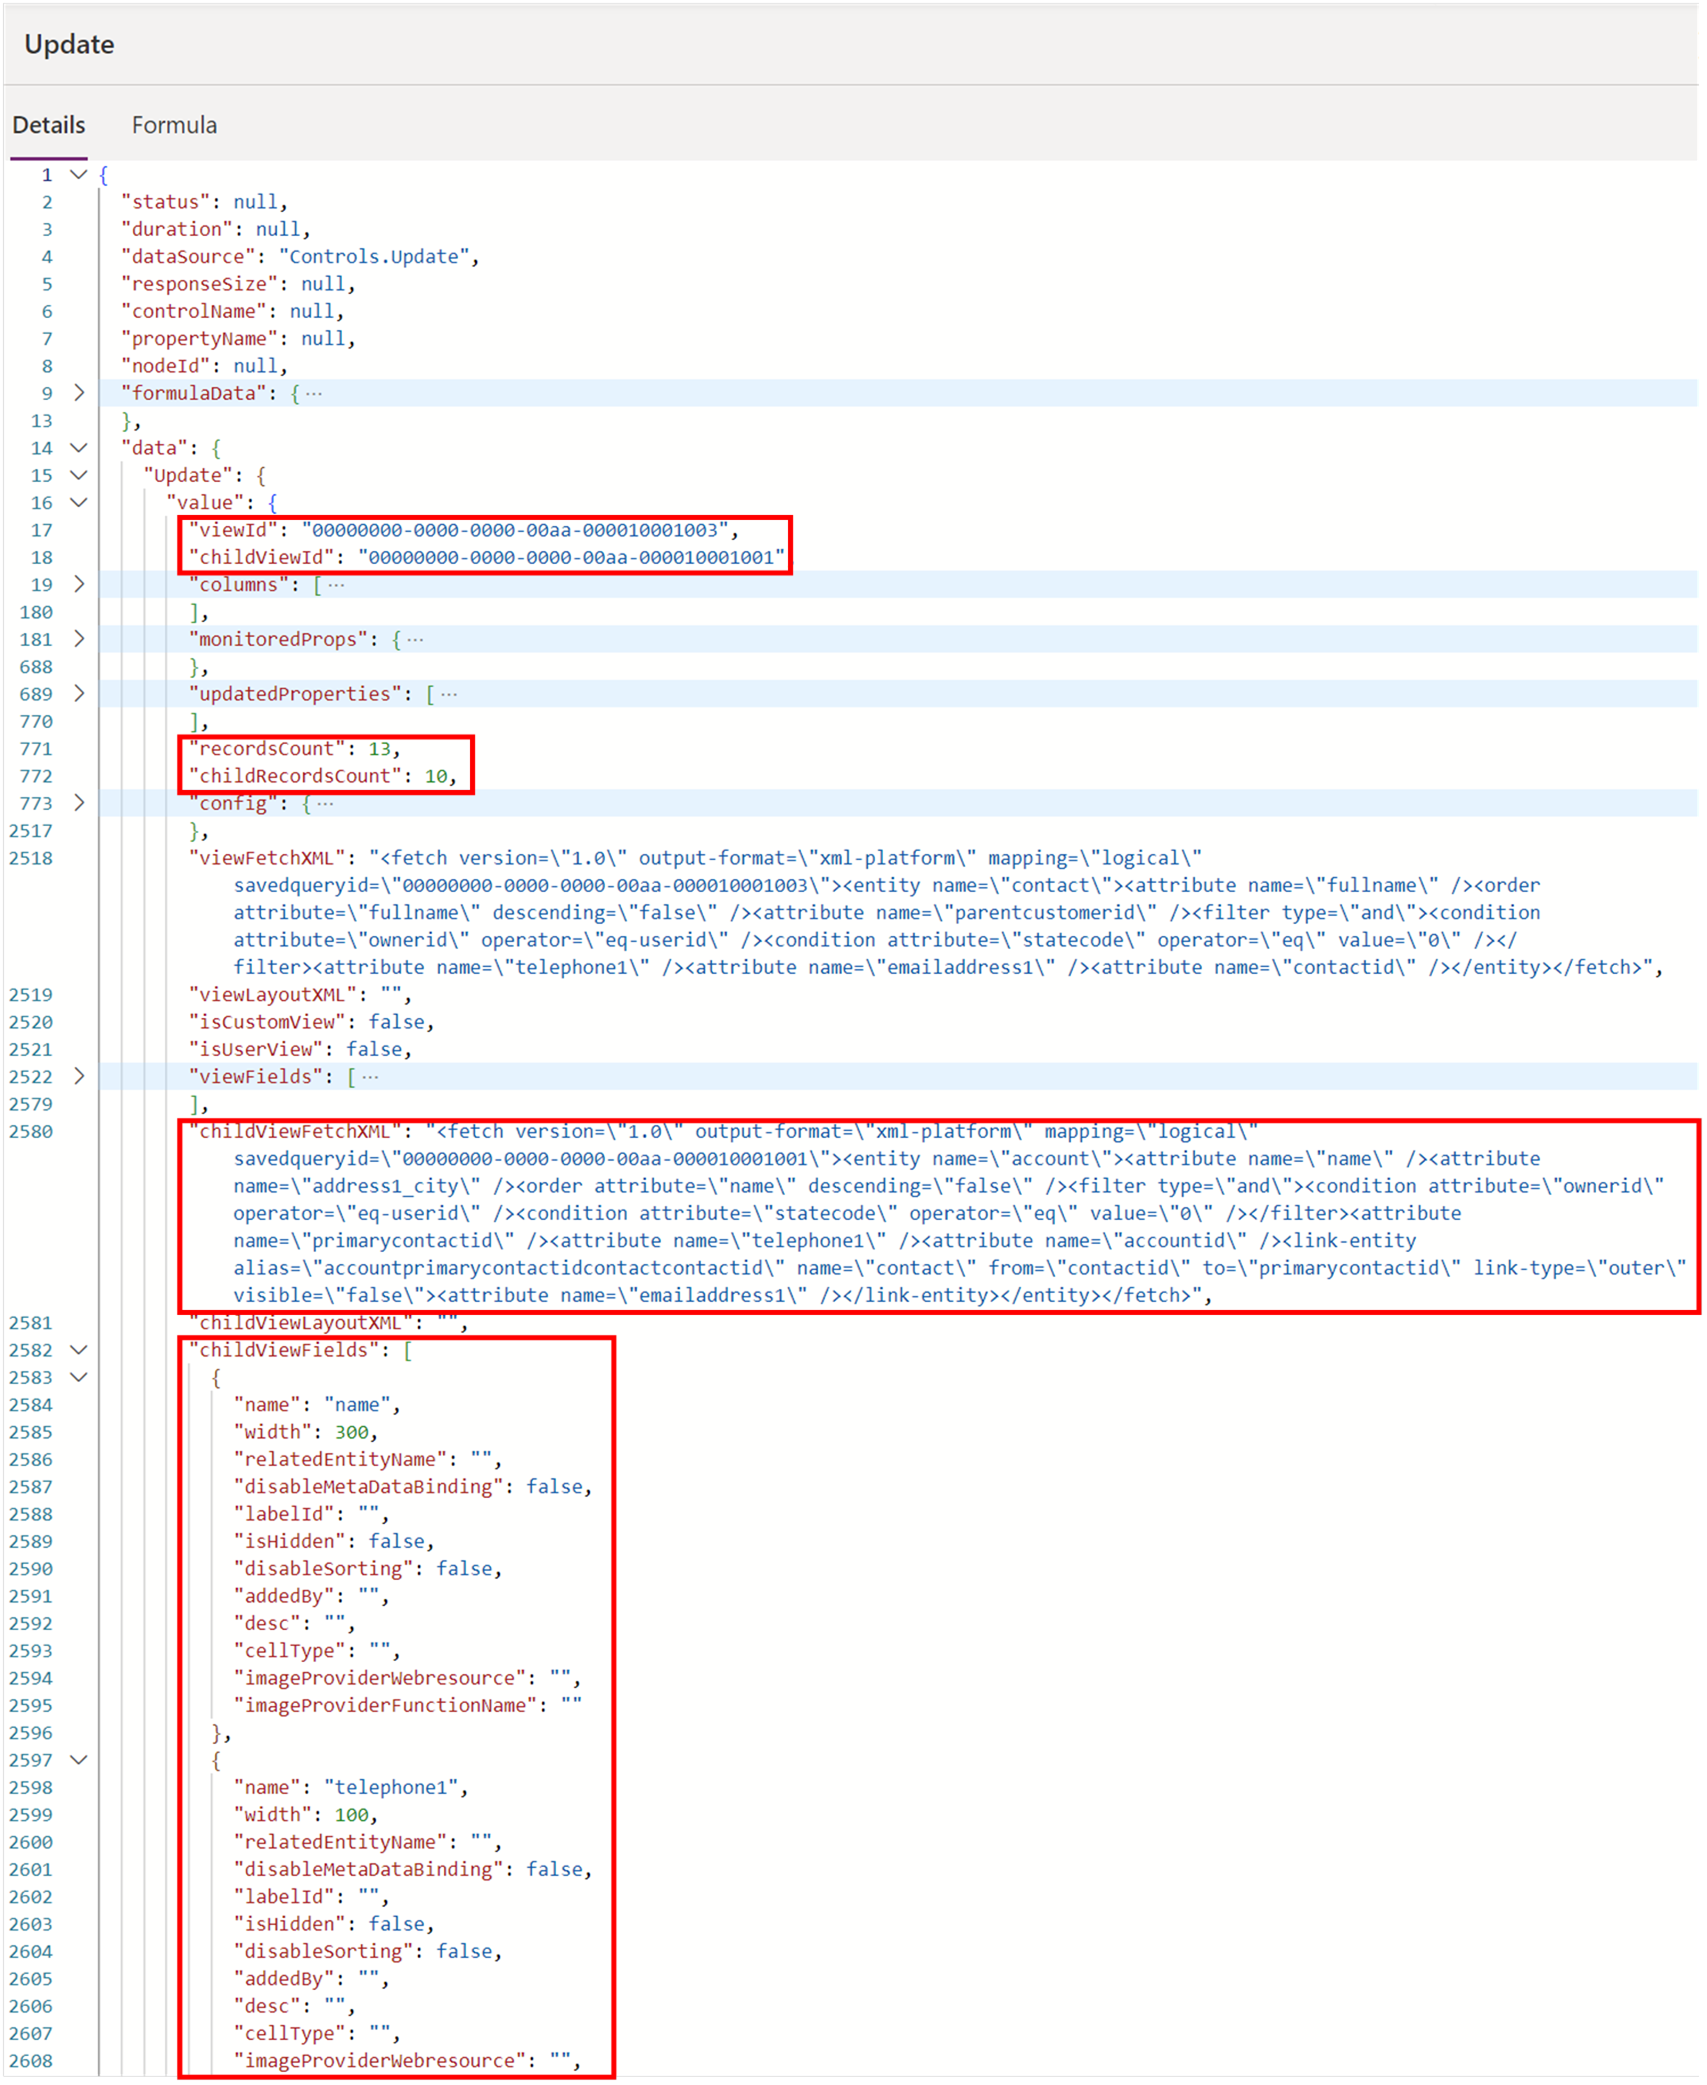 Update
Details Formula
1 {
2 "status": null,
3 "duration": null,
4 "dataSource": "Controls.Update",
5 "responseSize": null,
6 "controlName": null,
7 "propertyName": null,
8 "nodeId": null,
9 "formulaData": { ···
13 },
14 "data": {
15 "Update": {
16 "value": {
17 "viewId": "00000000-0000-0000-00aa-000010001003",
18 "childViewId": "00000000-0000-0000-00aa-000010001001"
19 "columns": [ ···
180 ],
181 "monitoredProps": { ···
688 },
689 "updatedProperties": [ ···
770 ],
771 "recordsCount": 13,
772 "childRecordsCount": 10,
773 "config": { ···
2517 },
2518 "viewFetchXML": "<fetch version=\"1.0\" output-format=\"xml-platform\" mapping=\"logical\"
savedqueryid=\"00000000-0000-0000-00aa-000010001003\"><entity name=\"contact\"><attribute name=\"fullname\" /><order
attribute=\"fullname\" descending=\"false\" /><attribute name=\"parentcustomerid\" /><filter type=\"and\"><condition
attribute=\"ownerid\" operator=\"eq-userid\" /><condition attribute=\"statecode\" operator=\"eq\" value=\"0\" /></
filter><attribute name=\"telephone1\" /><attribute name=\"emailaddress1\" /><attribute name=\"contactid\" /></entity></fetch>",
2519 "viewLayoutXML": "",
2520 "isCustomView": false,
2521 "isUserView": false,
2522 "viewFields": [ ···
2579 ],
2580 "childViewFetchXML": "<fetch version=\"1.0\" output-format=\"xml-platform\" mapping=\"logical\"
savedqueryid=\"00000000-0000-0000-00aa-000010001001\"><entity name=\"account\"><attribute name=\"name\" /><attribute
name=\"address1_city\" /><order attribute=\"name\" descending=\"false\" /><filter type=\"and\"><condition attribute=\"ownerid\"
operator=\"eq-userid\" /><condition attribute=\"statecode\" operator=\"eq\" value=\"0\" /></filter><attribute
name=\"primarycontactid\" /><attribute name=\"telephone1\" /><attribute name=\"accountid\" /><link-entity
alias=\"accountprimarycontactidcontactcontactid\" name=\"contact\" from=\"contactid\" to=\"primarycontactid\" link-type=\"outer\"
visible=\"false\"><attribute name=\"emailaddress1\" /></link-entity></entity></fetch>",
2581 "childViewLayoutXML": "",
2582 "childViewFields": [
2583 {
2584 "name": "name",
2585 "width": 300,
2586 "relatedEntityName": "",
2587 "disableMetaDataBinding": false,
2588 "labelId": "",
2589 "isHidden": false,
2590 "disableSorting": false,
2591 "addedBy": "",
2592 "desc": "",
2593 "cellType": "",
2594 "imageProviderWebresource": "",
2595 "imageProviderFunctionName": ""
2596 },
2597 {
2598 "name": "telephone1",
2599 "width": 100,
2600 "relatedEntityName": "",
2601 "disableMetaDataBinding": false,
2602 "labelId": "",
2603 "isHidden": false,
2604 "disableSorting": false,
2605 "addedBy": "",
2606 "desc": "",
2607 "cellType": "",
2608 "imageProviderWebresource": "",